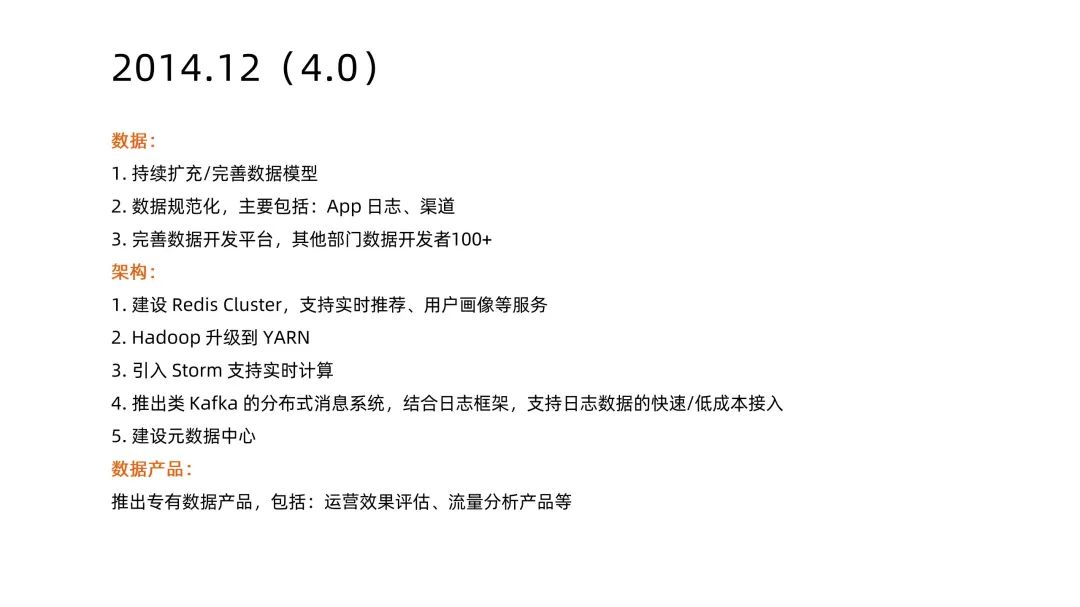 2014.12（4.0）
数据：
1. 持续扩充/完善数据模型
2. 数据规范化，主要包括：App 日志、渠道
3. 完善数据开发平台，其他部门数据开发者100+
架构：
1. 建设 Redis Cluster，支持实时推荐、用户画像等服务
2. Hadoop 升级到 YARN
3. 引入 Storm 支持实时计算
4. 推出类 Kafka 的分布式消息系统，结合日志框架，支持日志数据的快速/低成本接入
5. 建设元数据中心
数据产品：
推出专有数据产品，包括：运营效果评估、流量分析产品等